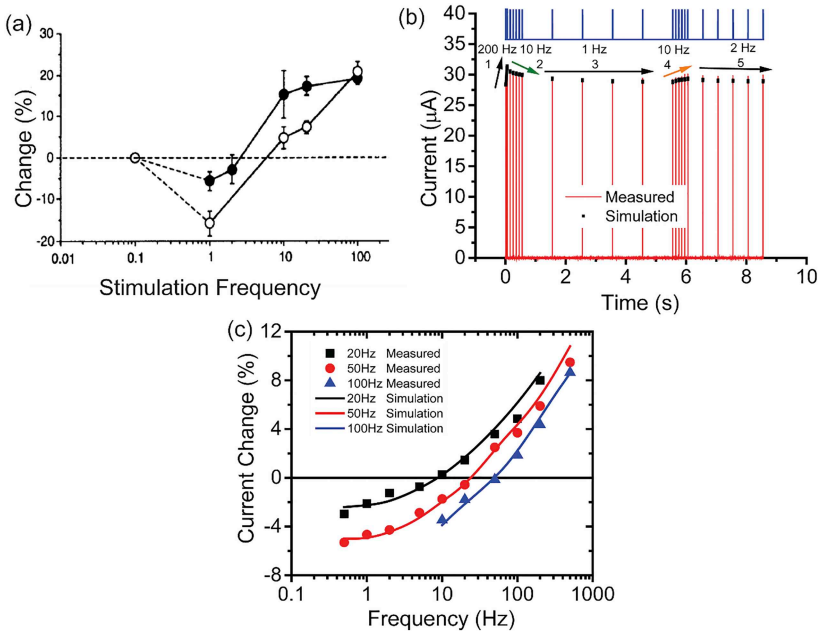 (a)
Change (%)
30
20
10
0
-10
-20
0.01
0.1
1
10
100
Stimulation Frequency
(b)
200 Hz 10 Hz 1 Hz 10 Hz 2 Hz
1 2 3 4 5
Current (μA)
40
35
30
25
20
15
10
5
0
Measured
Simulation
0 2 4 6 8 10
Time (s)
(c)
Current Change (%)
12
8
4
0
-4
-8
20Hz Measured
50Hz Measured
100Hz Measured
20Hz Simulation
50Hz Simulation
100Hz Simulation
0.1 1 10 100 1000
Frequency (Hz)